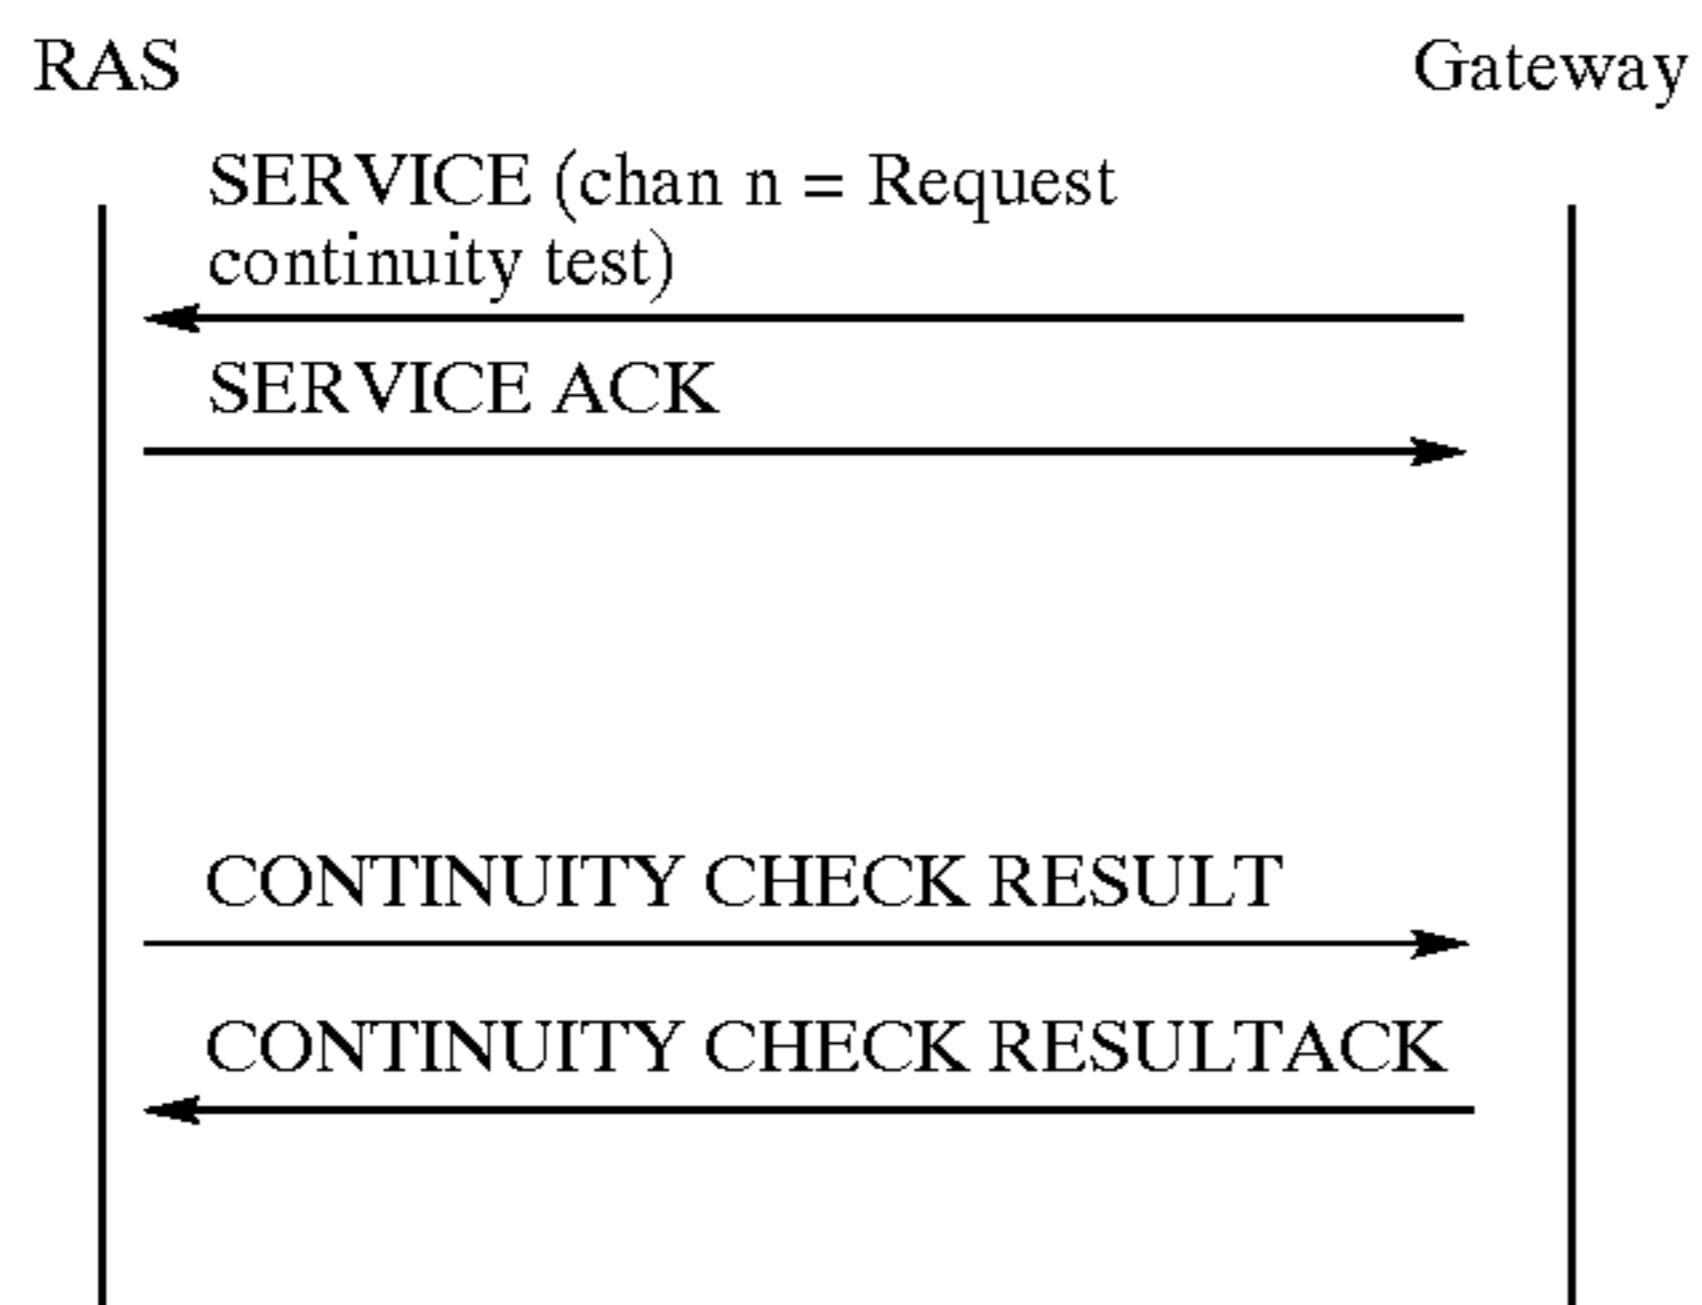 RAS
Gateway
SERVICE (chan n = Request
continuity test)
SERVICE ACK
CONTINUITY CHECK RESULT
CONTINUITY CHECK RESULTACK